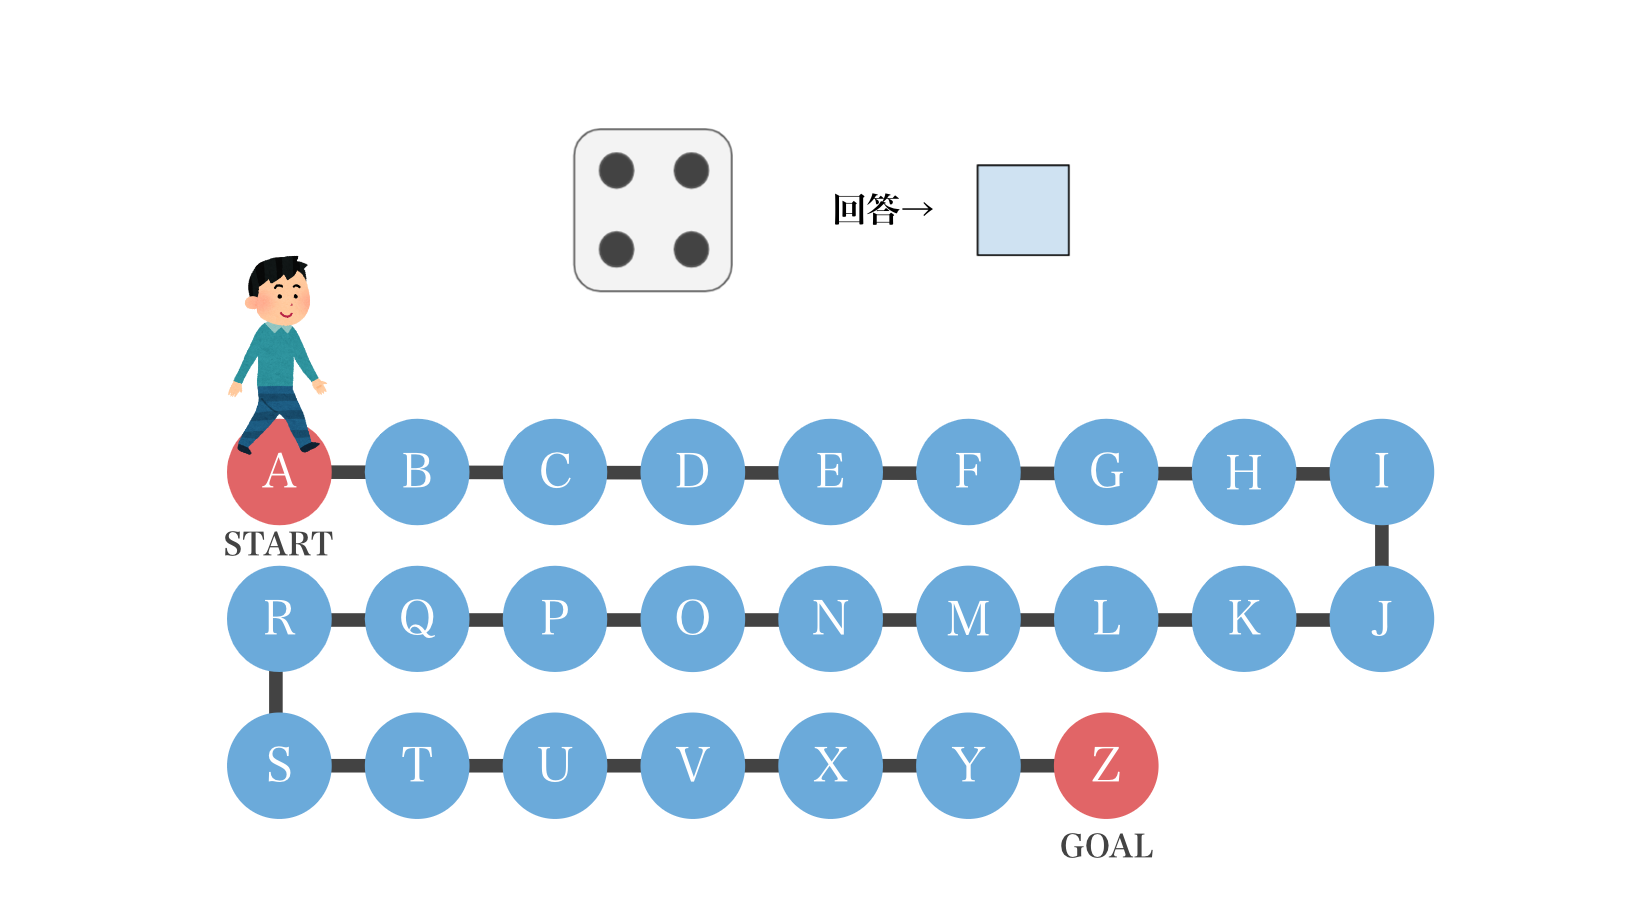 回答→
A B C D E F G H I
START
R Q P O N M L K J
S T U V X Y Z
GOAL